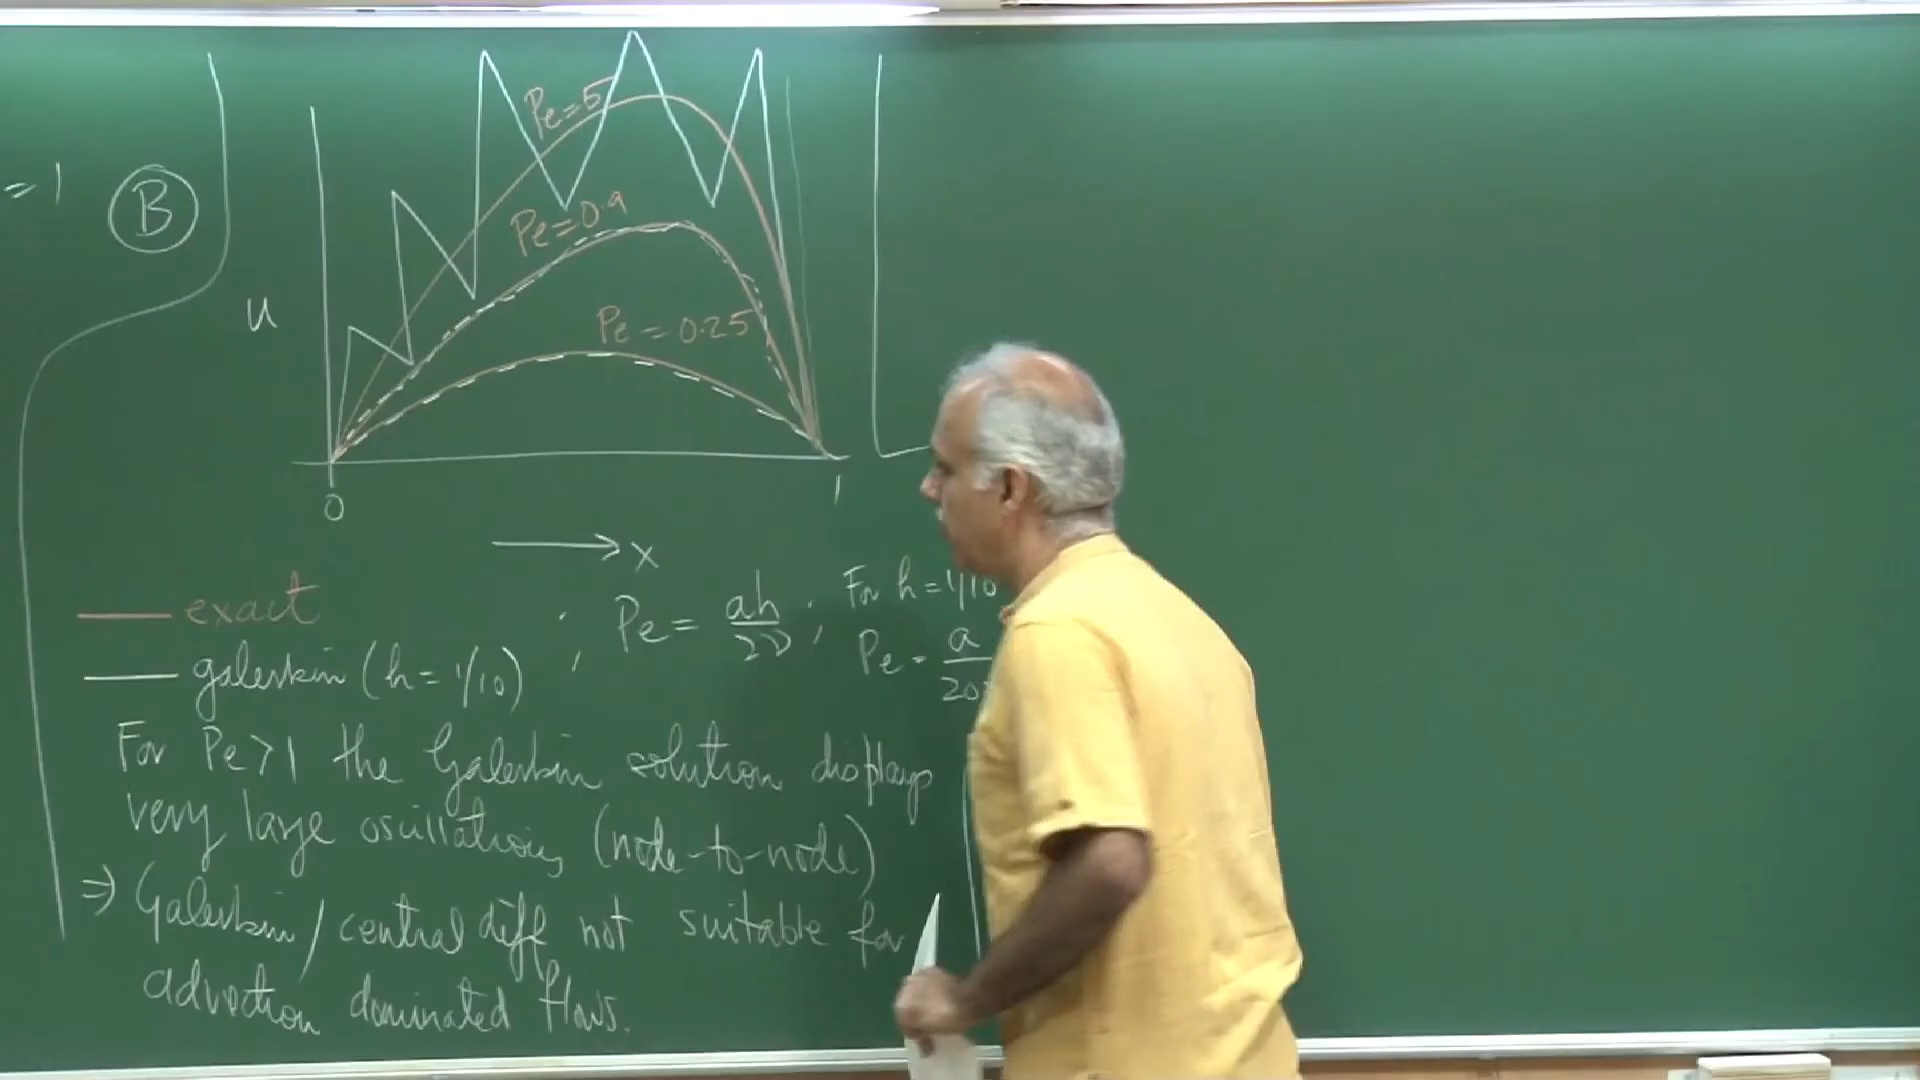 = 1
B
Pe=5
Pe=0.9
Pe = 0.25
u
0
1
x
exact
galerkin (h= 1/10) ;
; Pe = ah/2ν ;
For h = 1/10
Pe = a/20
For Pe>1 the Galerkin solution displays
very large oscillations (node-to-node)
⇒ Galerkin / central diff not suitable for
advection dominated flows.